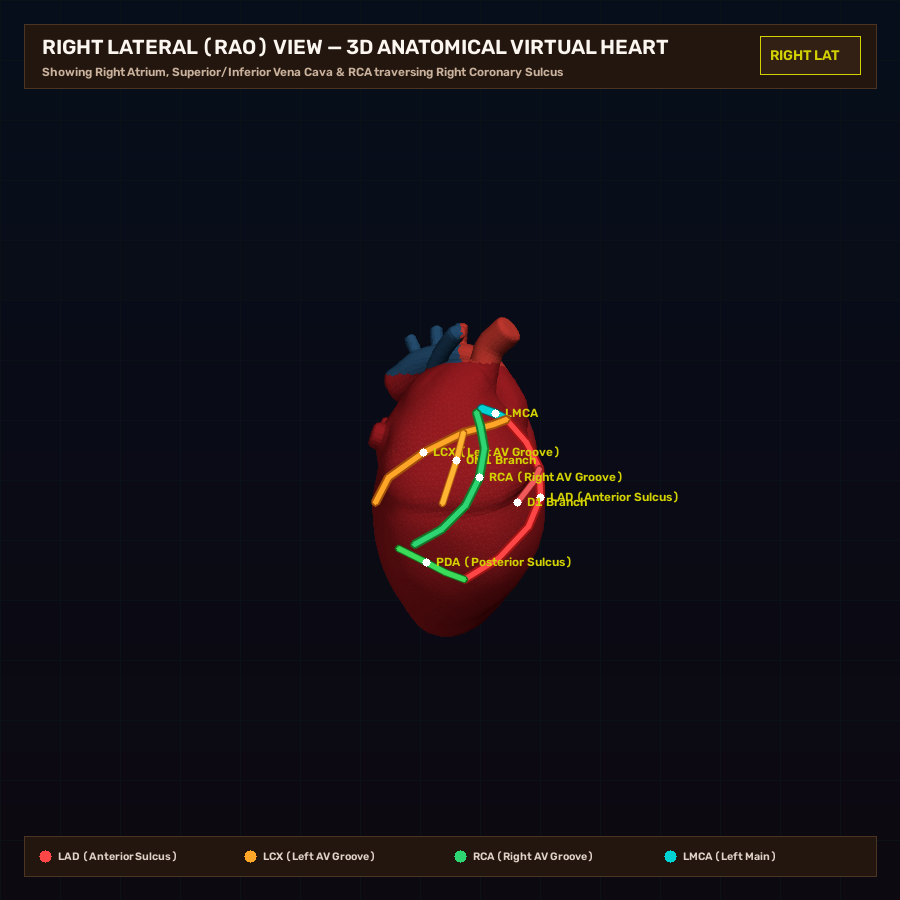 RIGHT LATERAL (RAO) VIEW — 3D ANATOMICAL VIRTUAL HEART
Showing Right Atrium, Superior/Inferior Vena Cava & RCA traversing Right Coronary Sulcus
RIGHT LAT
LMCA
LCX (Left AV Groove)
OM1 Branch
RCA (Right AV Groove)
LAD (Anterior Sulcus)
D1 Branch
PDA (Posterior Sulcus)
LAD (Anterior Sulcus)
LCX (Left AV Groove)
RCA (Right AV Groove)
LMCA (Left Main)